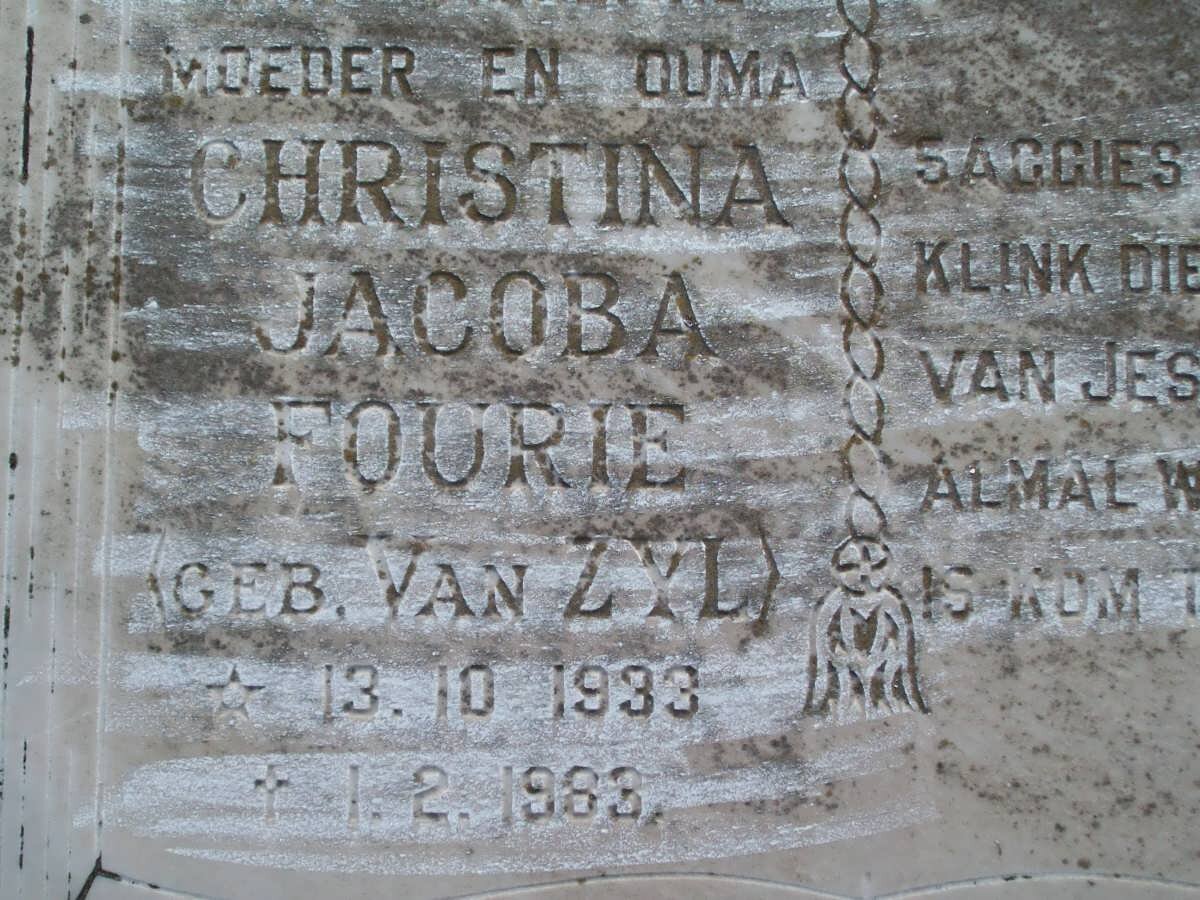 MOEDER EN OUMA
CHRISTINA
JACOBA
FOURIE
(GEB. VAN ZYL)
☆ 13. 10 1933
† 1. 2. 1983.
SAGGIES
KLINK DIE
VAN JES
ALMAL W
IS KOM T